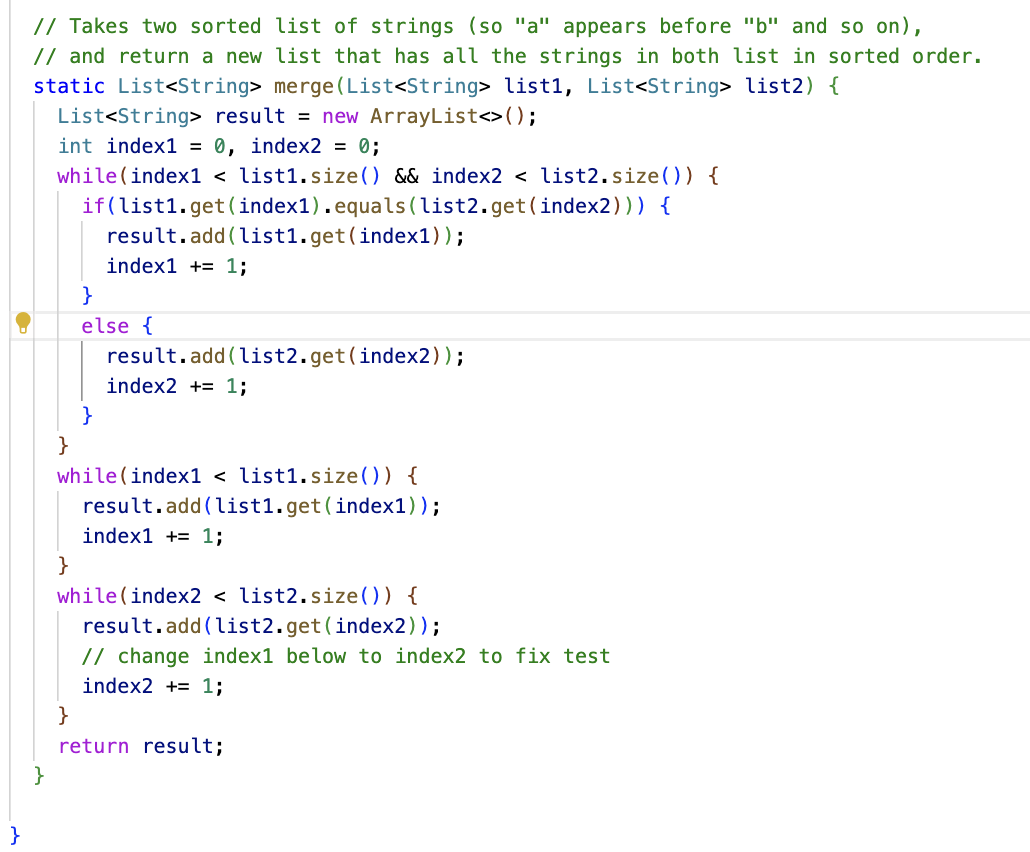 // Takes two sorted list of strings (so "a" appears before "b" and so on),
// and return a new list that has all the strings in both list in sorted order.
static List<String> merge(List<String> list1, List<String> list2) {
  List<String> result = new ArrayList<>();
  int index1 = 0, index2 = 0;
  while(index1 < list1.size() && index2 < list2.size()) {
    if(list1.get(index1).equals(list2.get(index2))) {
      result.add(list1.get(index1));
      index1 += 1;
    }
    else {
      result.add(list2.get(index2));
      index2 += 1;
    }
  }
  while(index1 < list1.size()) {
    result.add(list1.get(index1));
    index1 += 1;
  }
  while(index2 < list2.size()) {
    result.add(list2.get(index2));
    // change index1 below to index2 to fix test
    index2 += 1;
  }
  return result;
}
}